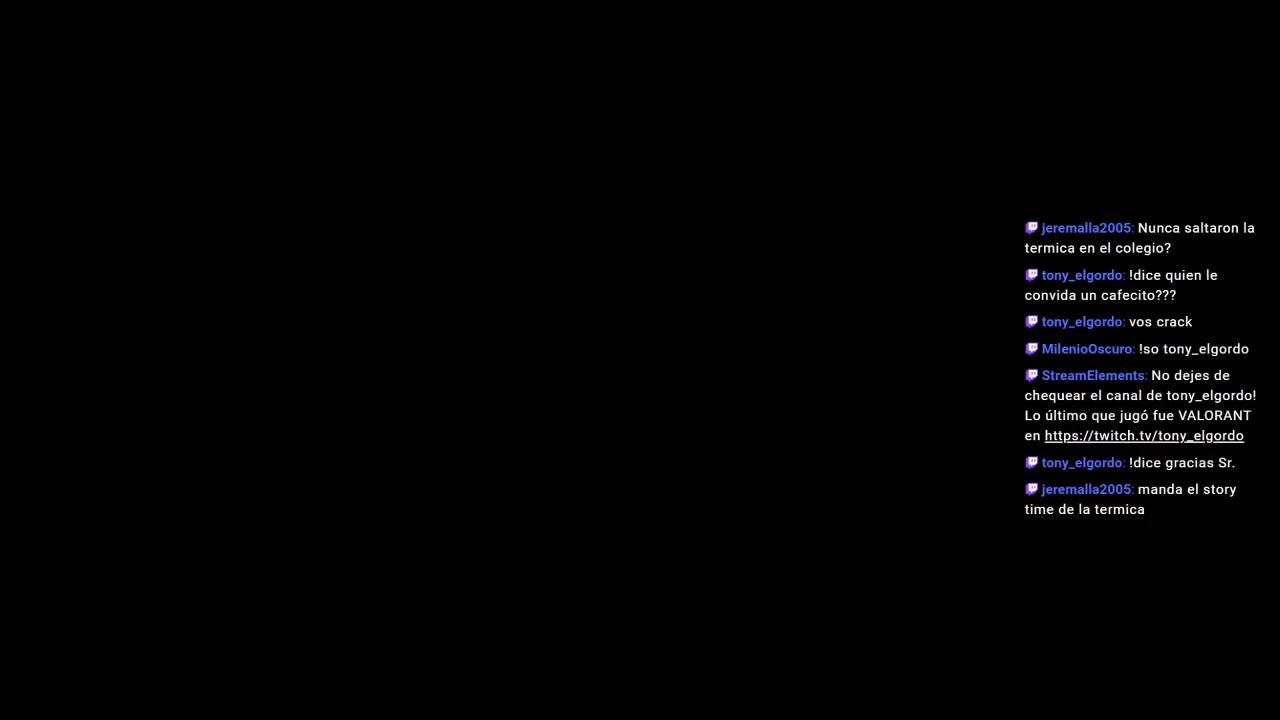 jeremalla2005: Nunca saltaron la
termica en el colegio?
tony_elgordo: !dice quien le
convida un cafecito???
tony_elgordo: vos crack
MilenioOscuro: !so tony_elgordo
StreamElements: No dejes de
chequear el canal de tony_elgordo!
Lo último que jugó fue VALORANT
en https://twitch.tv/tony_elgordo
tony_elgordo: !dice gracias Sr.
jeremalla2005: manda el story
time de la termica